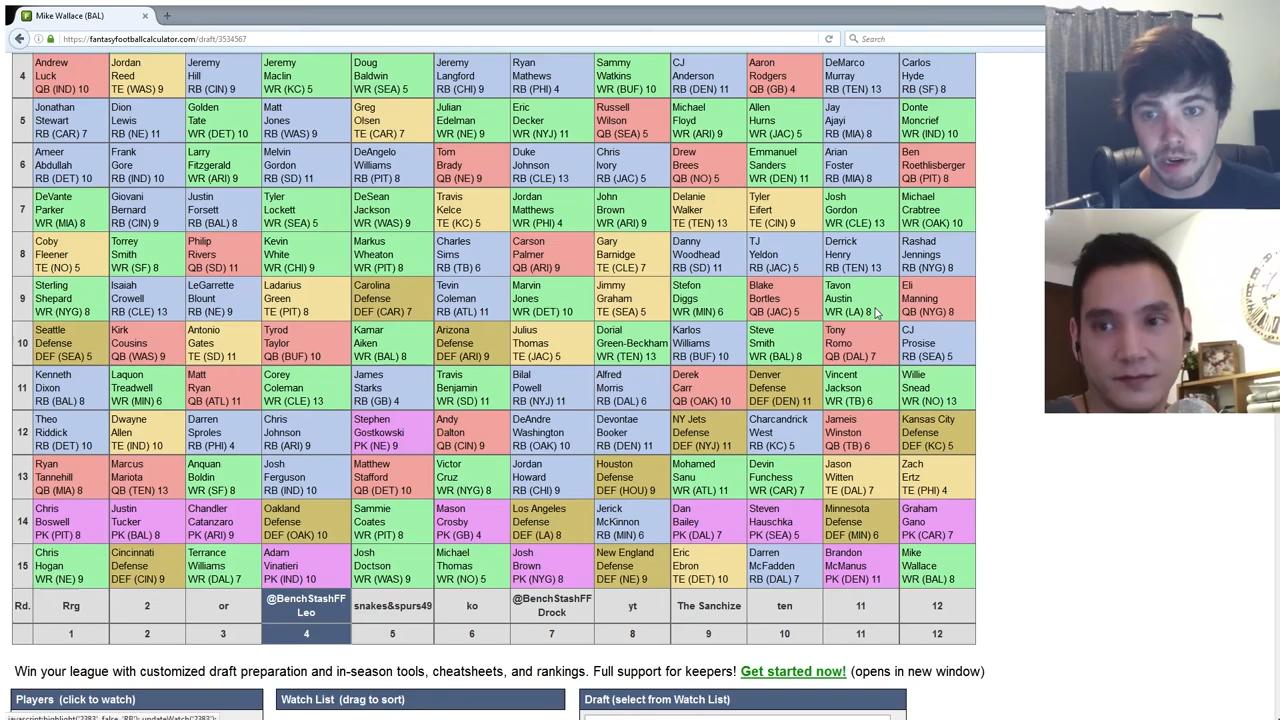 Mike Wallace (BAL)
https://fantasyfootballcalculator.com/draft/3534567
Search
4
Andrew Luck QB (IND) 10
Jordan Reed TE (WAS) 9
Jeremy Hill RB (CIN) 9
Jeremy Maclin WR (KC) 5
Doug Baldwin WR (SEA) 5
Jeremy Langford RB (CHI) 9
Ryan Mathews RB (PHI) 4
Sammy Watkins WR (BUF) 10
CJ Anderson RB (DEN) 11
Aaron Rodgers QB (GB) 4
DeMarco Murray RB (TEN) 13
Carlos Hyde RB (SF) 8
5
Jonathan Stewart RB (CAR) 7
Dion Lewis RB (NE) 11
Golden Tate WR (DET) 10
Matt Jones RB (WAS) 9
Greg Olsen TE (CAR) 7
Julian Edelman WR (NE) 9
Eric Decker WR (NYJ) 11
Russell Wilson QB (SEA) 5
Michael Floyd WR (ARI) 9
Allen Hurns WR (JAC) 5
Jay Ajayi RB (MIA) 8
Donte Moncrief WR (IND) 10
6
Ameer Abdullah RB (DET) 10
Frank Gore RB (IND) 10
Larry Fitzgerald WR (ARI) 9
Melvin Gordon RB (SD) 11
DeAngelo Williams RB (PIT) 8
Tom Brady QB (NE) 9
Duke Johnson RB (CLE) 13
Chris Ivory RB (JAC) 5
Drew Brees QB (NO) 5
Emmanuel Sanders WR (DEN) 11
Arian Foster RB (MIA) 8
Ben Roethlisberger QB (PIT) 8
7
DeVante Parker WR (MIA) 8
Giovani Bernard RB (CIN) 9
Justin Forsett RB (BAL) 8
Tyler Lockett WR (SEA) 5
DeSean Jackson WR (WAS) 9
Travis Kelce TE (KC) 5
Jordan Matthews WR (PHI) 4
John Brown WR (ARI) 9
Delanie Walker TE (TEN) 13
Tyler Eifert TE (CIN) 9
Josh Gordon WR (CLE) 13
Michael Crabtree WR (OAK) 10
8
Coby Fleener TE (NO) 5
Torrey Smith WR (SF) 8
Philip Rivers QB (SD) 11
Kevin White WR (CHI) 9
Markus Wheaton WR (PIT) 8
Charles Sims RB (TB) 6
Carson Palmer QB (ARI) 9
Gary Barnidge TE (CLE) 7
Danny Woodhead RB (SD) 11
TJ Yeldon RB (JAC) 5
Derrick Henry RB (TEN) 13
Rashad Jennings RB (NYG) 8
9
Sterling Shepard WR (NYG) 8
Isaiah Crowell RB (CLE) 13
LeGarrette Blount RB (NE) 9
Ladarius Green TE (PIT) 8
Carolina Defense DEF (CAR) 7
Tevin Coleman RB (ATL) 11
Marvin Jones WR (DET) 10
Jimmy Graham TE (SEA) 5
Stefon Diggs WR (MIN) 6
Blake Bortles QB (JAC) 5
Tavon Austin WR (LA) 8
Eli Manning QB (NYG) 8
10
Seattle Defense DEF (SEA) 5
Kirk Cousins QB (WAS) 9
Antonio Gates TE (SD) 11
Tyrod Taylor QB (BUF) 10
Kamar Aiken WR (BAL) 8
Arizona Defense DEF (ARI) 9
Julius Thomas TE (JAC) 5
Dorial Green-Beckham WR (TEN) 13
Karlos Williams RB (BUF) 10
Steve Smith WR (BAL) 8
Tony Romo QB (DAL) 7
CJ Prosise RB (SEA) 5
11
Kenneth Dixon RB (BAL) 8
Laquon Treadwell WR (MIN) 6
Matt Ryan QB (ATL) 11
Corey Coleman WR (CLE) 13
James Starks RB (GB) 4
Travis Benjamin WR (SD) 11
Bilal Powell RB (NYJ) 11
Alfred Morris RB (DAL) 6
Derek Carr QB (OAK) 10
Denver Defense DEF (DEN) 11
Vincent Jackson WR (TB) 6
Willie Snead WR (NO) 13
12
Theo Riddick RB (DET) 10
Dwayne Allen TE (IND) 10
Darren Sproles RB (PHI) 4
Chris Johnson RB (ARI) 9
Stephen Gostkowski PK (NE) 9
Andy Dalton QB (CIN) 9
DeAndre Washington RB (OAK) 10
Devontae Booker RB (DEN) 11
NY Jets Defense DEF (NYJ) 11
Charcandrick West RB (KC) 5
Jameis Winston QB (TB) 6
Kansas City Defense DEF (KC) 5
13
Ryan Tannehill QB (MIA) 8
Marcus Mariota QB (TEN) 13
Anquan Boldin WR (SF) 8
Josh Ferguson RB (IND) 10
Matthew Stafford QB (DET) 10
Victor Cruz WR (NYG) 8
Jordan Howard RB (CHI) 9
Houston Defense DEF (HOU) 9
Mohamed Sanu WR (ATL) 11
Devin Funchess WR (CAR) 7
Jason Witten TE (DAL) 7
Zach Ertz TE (PHI) 4
14
Chris Boswell PK (PIT) 8
Justin Tucker PK (BAL) 8
Chandler Catanzaro PK (ARI) 9
Oakland Defense DEF (OAK) 10
Sammie Coates WR (PIT) 8
Mason Crosby PK (GB) 4
Los Angeles Defense DEF (LA) 8
Jerick McKinnon RB (MIN) 6
Dan Bailey PK (DAL) 7
Steven Hauschka PK (SEA) 5
Minnesota Defense DEF (MIN) 6
Graham Gano PK (CAR) 7
15
Chris Hogan WR (NE) 9
Cincinnati Defense DEF (CIN) 9
Terrance Williams WR (DAL) 7
Adam Vinatieri PK (IND) 10
Josh Doctson WR (WAS) 9
Michael Thomas WR (NO) 5
Josh Brown PK (NYG) 8
New England Defense DEF (NE) 9
Eric Ebron TE (DET) 10
Darren McFadden RB (DAL) 7
Brandon McManus PK (DEN) 11
Mike Wallace WR (BAL) 8
Rd. Rrg 2 or @BenchStashFF Leo snakes&spurs49 ko @BenchStashFF Drock yt The Sanchize ten 11 12
1 2 3 4 5 6 7 8 9 10 11 12
Win your league with customized draft preparation and in-season tools, cheatsheets, and rankings. Full support for keepers! Get started now! (opens in new window)
Players (click to watch)
Watch List (drag to sort)
Draft (select from Watch List)